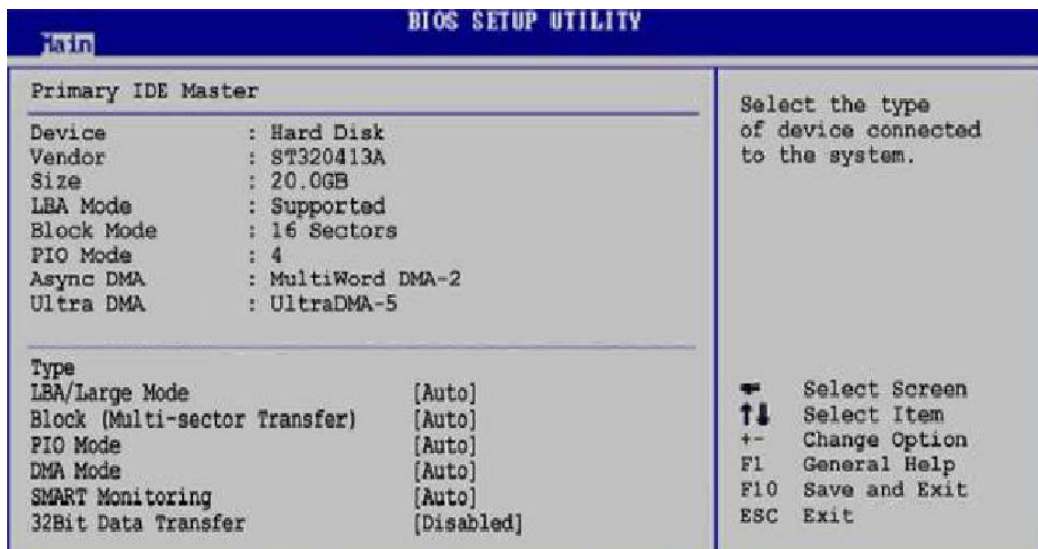 BIOS SETUP UTILITY
Main
Primary IDE Master
Device : Hard Disk
Vendor : ST320413A
Size : 20.0GB
LBA Mode : Supported
Block Mode : 16 Sectors
PIO Mode : 4
Async DMA : MultiWord DMA-2
Ultra DMA : UltraDMA-5
Type
LBA/Large Mode [Auto]
Block (Multi-sector Transfer) [Auto]
PIO Mode [Auto]
DMA Mode [Auto]
SMART Monitoring [Auto]
32Bit Data Transfer [Disabled]
Select the type
of device connected
to the system.
Select Screen
↑↓ Select Item
+- Change Option
F1 General Help
F10 Save and Exit
ESC Exit